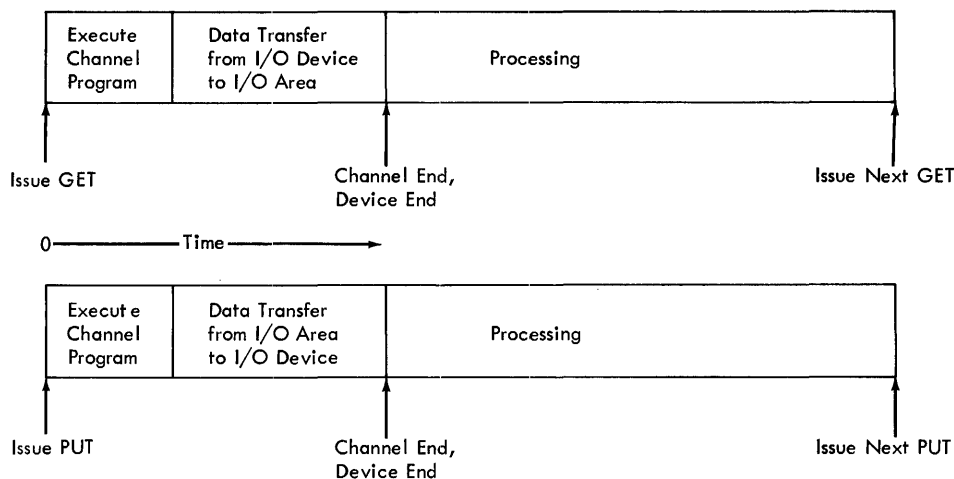 Execute
Channel
Program
Data Transfer
from I/O Device
to I/O Area
Processing
Issue GET
Channel End,
Device End
Issue Next GET
0 Time
Execute
Channel
Program
Data Transfer
from I/O Area
to I/O Device
Processing
Issue PUT
Channel End,
Device End
Issue Next PUT